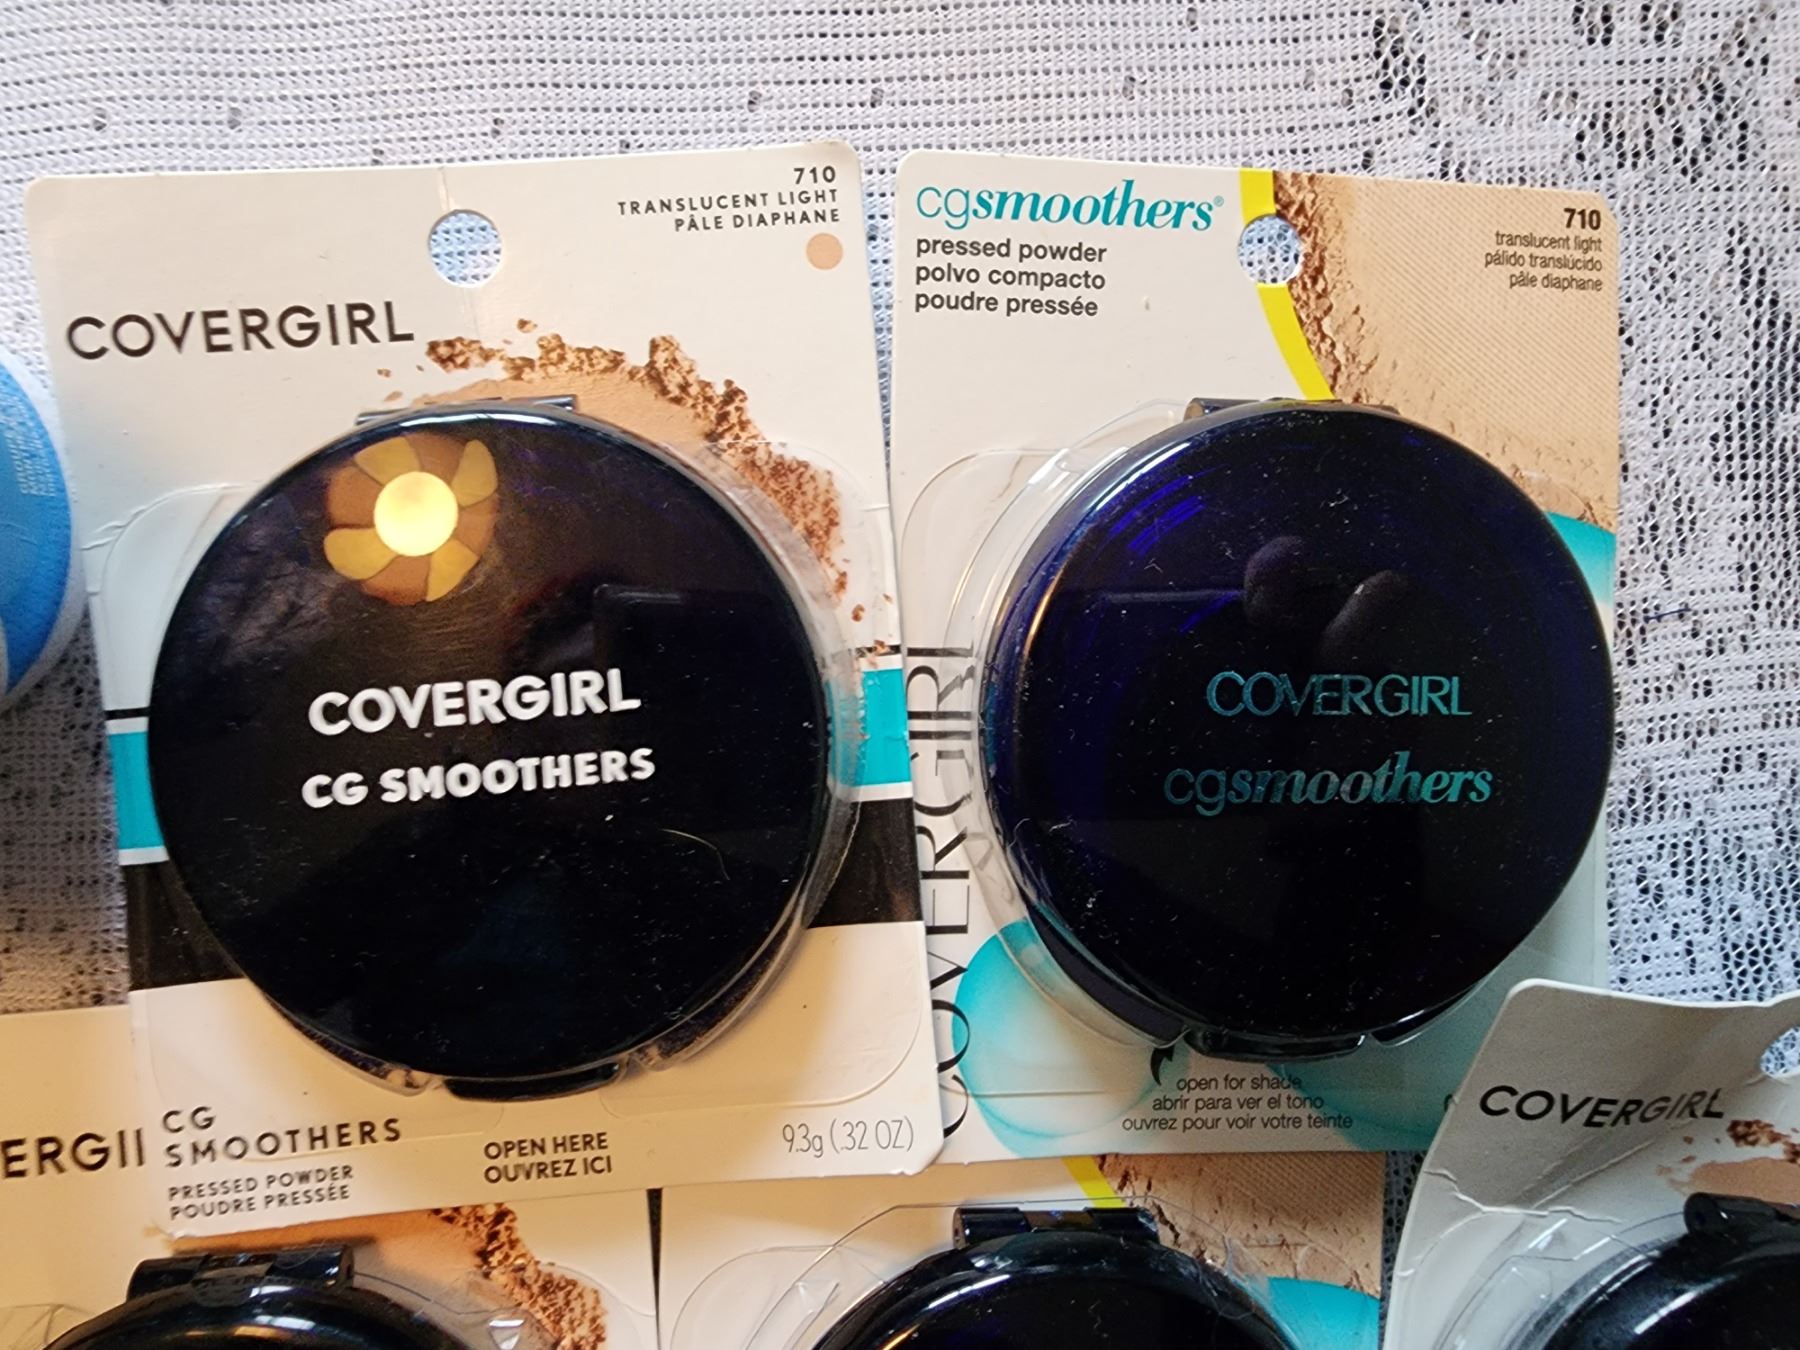 710
TRANSLUCENT LIGHT
PÂLE DIAPHANE
COVERGIRL
COVERGIRL
CG SMOOTHERS
CG
SMOOTHERS
PRESSED POWDER
POUDRE PRESSÉE
OPEN HERE
OUVREZ ICI
9.3g (.32 OZ)
cgsmoothers®
pressed powder
polvo compacto
poudre pressée
710
translucent light
pálido translúcido
pâle diaphane
COVERGIRL
COVERGIRL
cgsmoothers
open for shade
abrir para ver el tono
ouvrez pour voir votre teinte
COVERGIRL